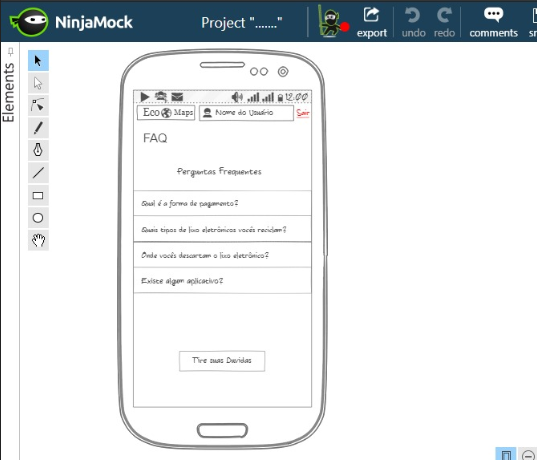 NinjaMock
Project "......."
export
undo
redo
comments
Elements
12:00
Eco Maps
Nome do Usuário
Sair
FAQ
Perguntas Frequentes
Qual é a forma de pagamento?
Quais tipos de lixo eletrônicos vocês reciclam?
Onde vocês descartam o lixo eletrônico?
Existe algum aplicativo?
Tire suas Duvidas